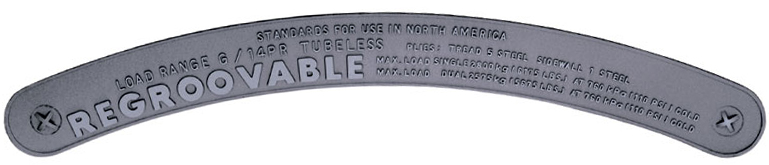 STANDARDS FOR USE IN NORTH AMERICA
LOAD RANGE G / 14PR TUBELESS
REGROOVABLE
PLIES: TREAD 5 STEEL SIDEWALL 1 STEEL
MAX. LOAD SINGLE 2800 kg (6175 LBS.) AT 760 kPa (110 PSI) COLD
MAX. LOAD DUAL 2575 kg (5675 LBS.) AT 760 kPa (110 PSI) COLD